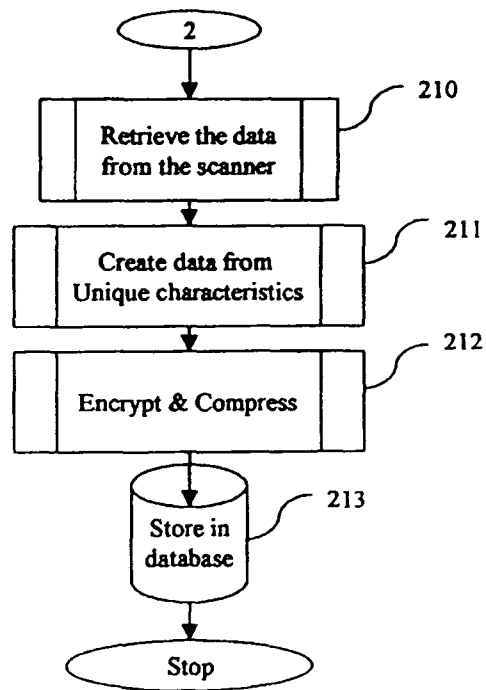 2
210
Retrieve the data
from the scanner
211
Create data from
Unique characteristics
212
Encrypt & Compress
213
Store in
database
Stop